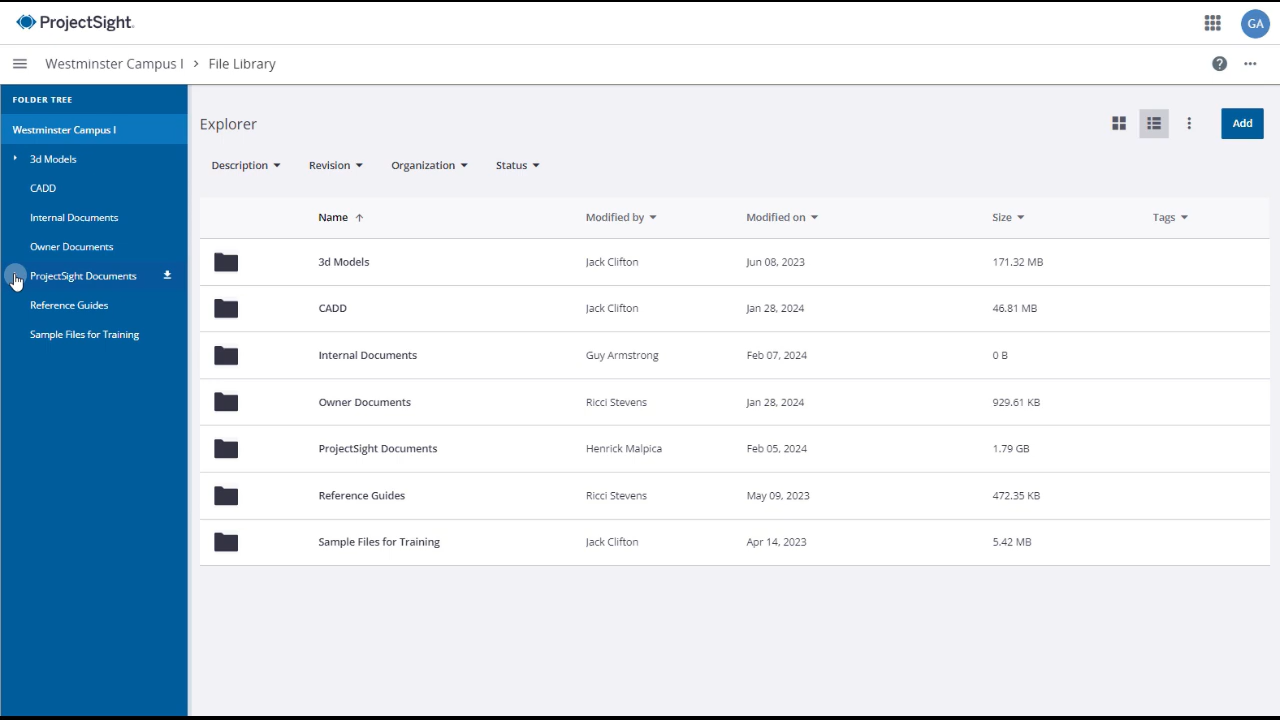 ProjectSight.
GA
Westminster Campus I > File Library
FOLDER TREE
Westminster Campus I
3d Models
CADD
Internal Documents
Owner Documents
ProjectSight Documents
Reference Guides
Sample Files for Training
Explorer
Add
Description Revision Organization Status
Name Modified by Modified on Size Tags
3d Models Jack Clifton Jun 08, 2023 171.32 MB
CADD Jack Clifton Jan 28, 2024 46.81 MB
Internal Documents Guy Armstrong Feb 07, 2024 0 B
Owner Documents Ricci Stevens Jan 28, 2024 929.61 KB
ProjectSight Documents Henrick Malpica Feb 05, 2024 1.79 GB
Reference Guides Ricci Stevens May 09, 2023 472.35 KB
Sample Files for Training Jack Clifton Apr 14, 2023 5.42 MB